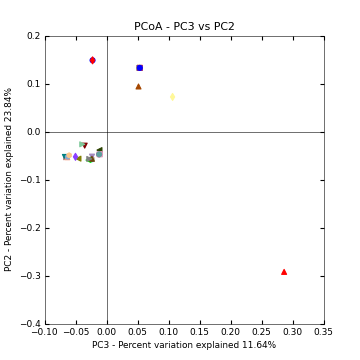 PCoA - PC3 vs PC2
0.2
0.1
0.0
−0.1
−0.2
−0.3
−0.4
−0.10 −0.05 0.00 0.05 0.10 0.15 0.20 0.25 0.30 0.35
PC2 - Percent variation explained 23.84%
PC3 - Percent variation explained 11.64%